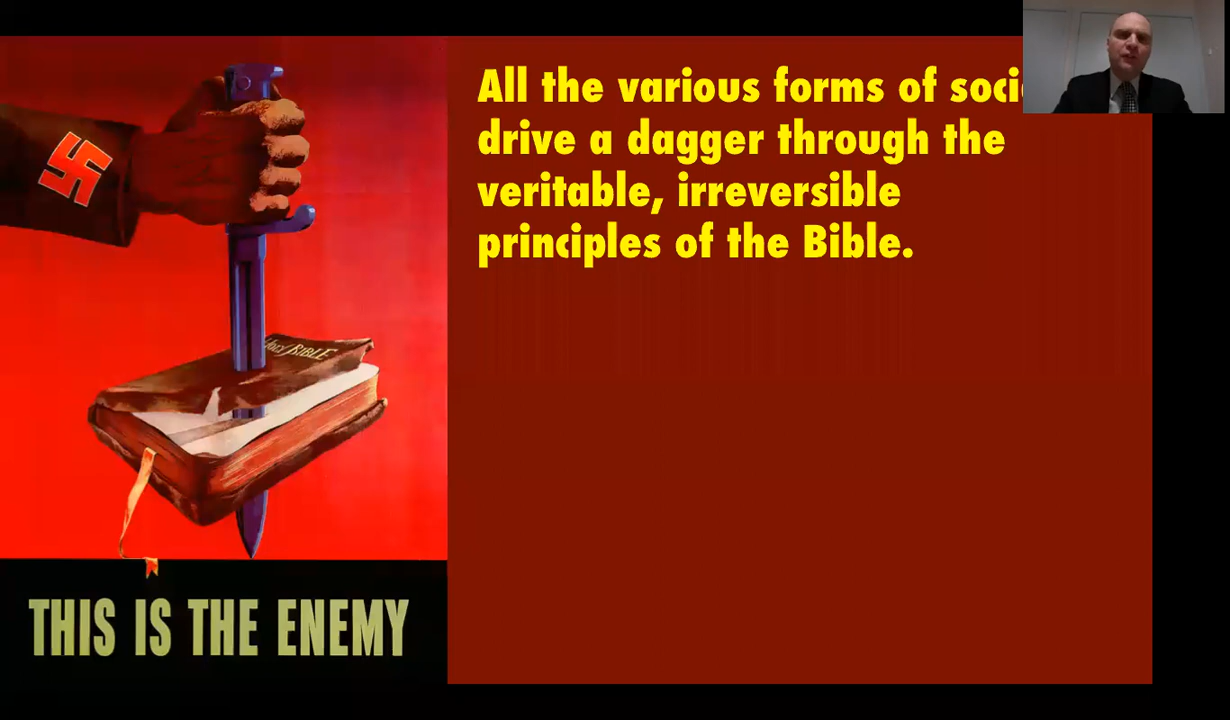 All the various forms of
drive a dagger through the
veritable, irreversible
principles of the Bible.
HOLY BIBLE
THIS IS THE ENEMY